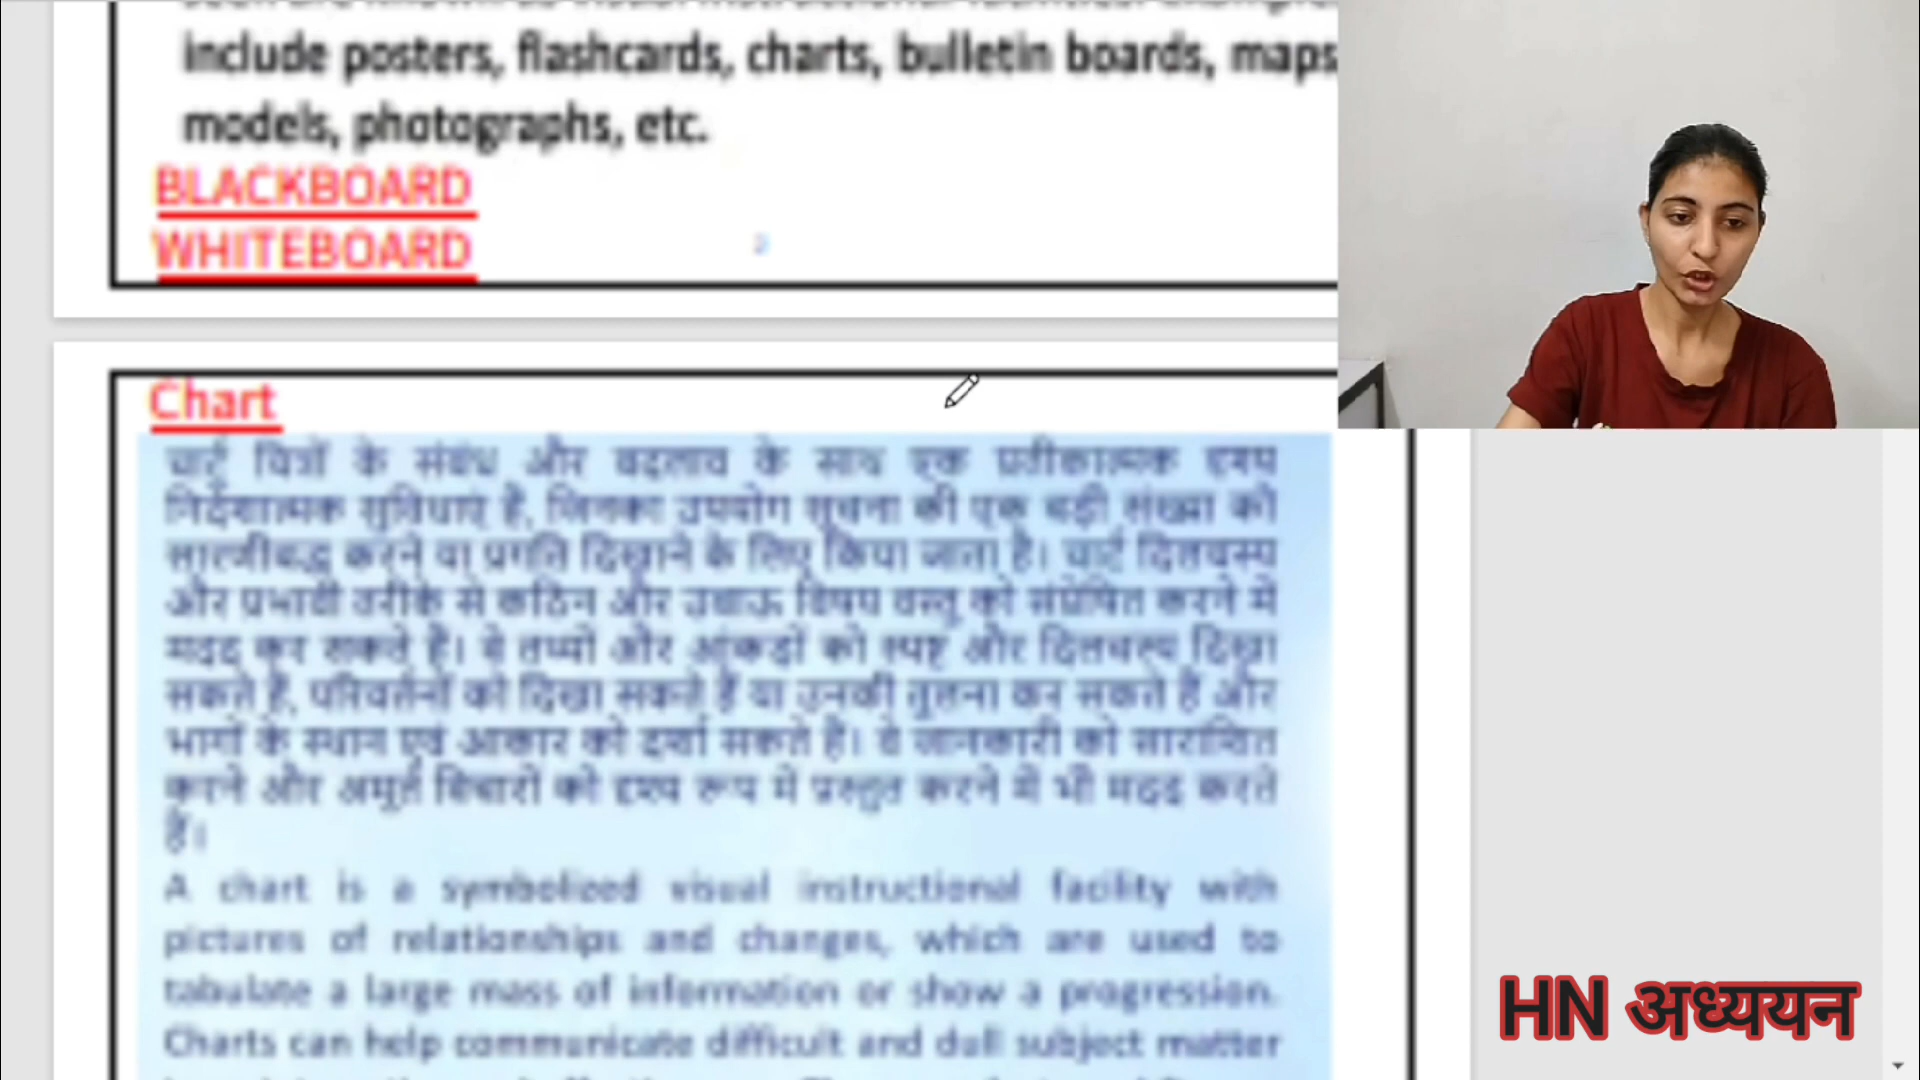 include posters, flashcards, charts, bulletin boards, maps
models, photographs, etc.
BLACKBOARD
WHITEBOARD
Chart
चार्ट चित्रों के संबंध और बदलाव के साथ एक प्रतीकात्मक दृश्य
निर्देशात्मक सुविधाएं हैं, जिनका उपयोग सूचना की एक बड़ी संख्या को
सारणीबद्ध करने या प्रगति दिखाने के लिए किया जाता है। चार्ट दिलचस्प
और प्रभावी तरीके से कठिन और उबाऊ विषय वस्तु को संप्रेषित करने में
मदद कर सकते हैं। वे तथ्यों और आंकड़ों को स्पष्ट और दिलचस्प दिखा
सकते हैं, परिवर्तनों को दिखा सकते हैं या उनकी तुलना कर सकते हैं और
भागों के स्थान एवं आकार को दर्शा सकते हैं। वे जानकारी को सारांशित
करने और अमूर्त विचारों को दृश्य रूप में प्रस्तुत करने में भी मदद करते
हैं।
A chart is a symbolized visual instructional facility with
pictures of relationships and changes, which are used to
tabulate a large mass of information or show a progression.
Charts can help communicate difficult and dull subject matter
HN अध्ययन